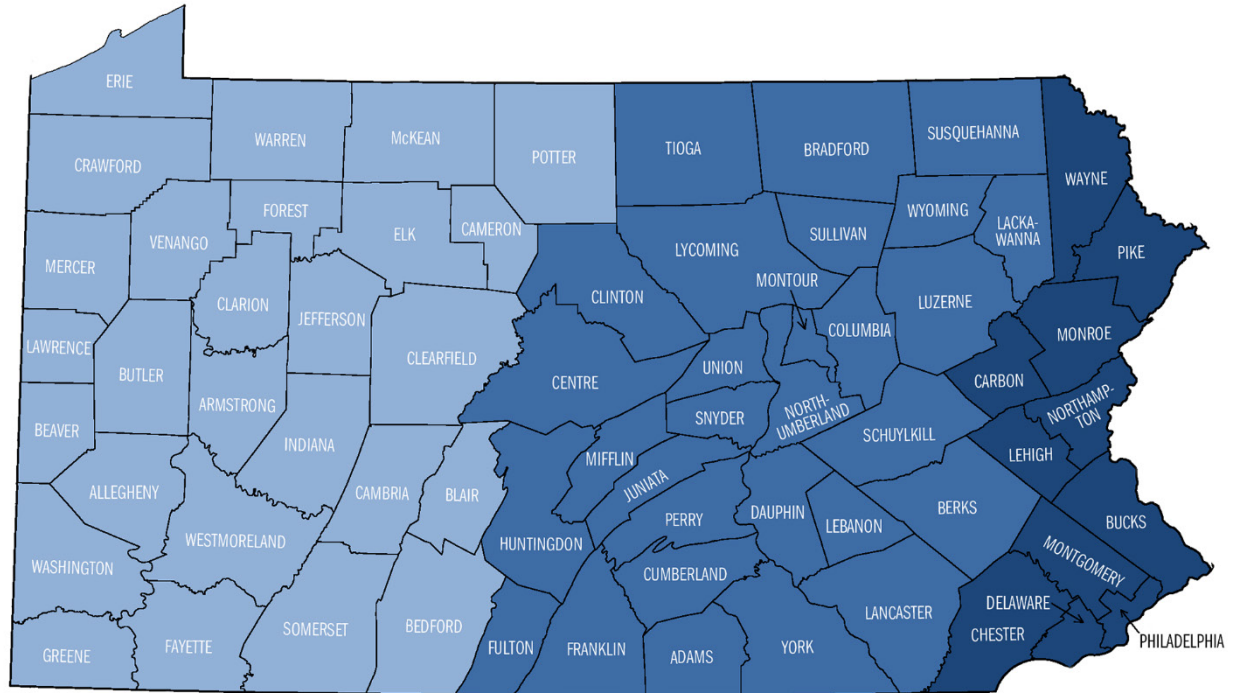 ERIE
WARREN
McKEAN
POTTER
TIOGA
BRADFORD
SUSQUEHANNA
CRAWFORD
WAYNE
FOREST
VENANGO
ELK
CAMERON
LYCOMING
SULLIVAN
WYOMING
LACKA-
WANNA
PIKE
MERCER
CLARION
JEFFERSON
CLINTON
MONTOUR
COLUMBIA
LUZERNE
MONROE
LAWRENCE
BUTLER
CLEARFIELD
CENTRE
UNION
CARBON
ARMSTRONG
SNYDER
NORTH-
UMBERLAND
NORTHAMP-
TON
BEAVER
INDIANA
SCHUYLKILL
LEHIGH
MIFFLIN
JUNIATA
ALLEGHENY
CAMBRIA
BLAIR
PERRY
DAUPHIN
LEBANON
BERKS
BUCKS
WESTMORELAND
HUNTINGDON
WASHINGTON
CUMBERLAND
MONTGOMERY
DELAWARE
LANCASTER
CHESTER
PHILADELPHIA
GREENE
FAYETTE
SOMERSET
BEDFORD
FULTON
FRANKLIN
ADAMS
YORK